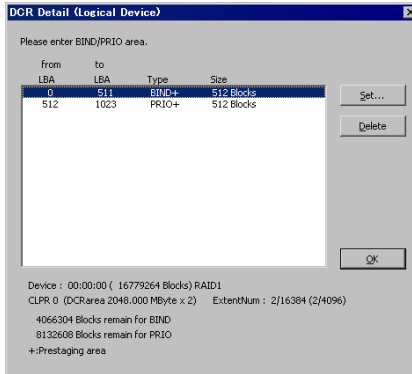 DCR Detail (Logical Device)
Please enter BIND/PRIO area.
from to
LBA LBA Type Size
0 511 BIND+ 512 Blocks
512 1023 PRIO+ 512 Blocks
Set...
Delete
OK
Device : 00:00:00 ( 16779264 Blocks) RAID1
CLPR 0 (DCRarea 2048.000 MByte x 2) ExtentNum : 2/16384 (2/4096)
4066304 Blocks remain for BIND
8132608 Blocks remain for PRIO
+:Prestaging area